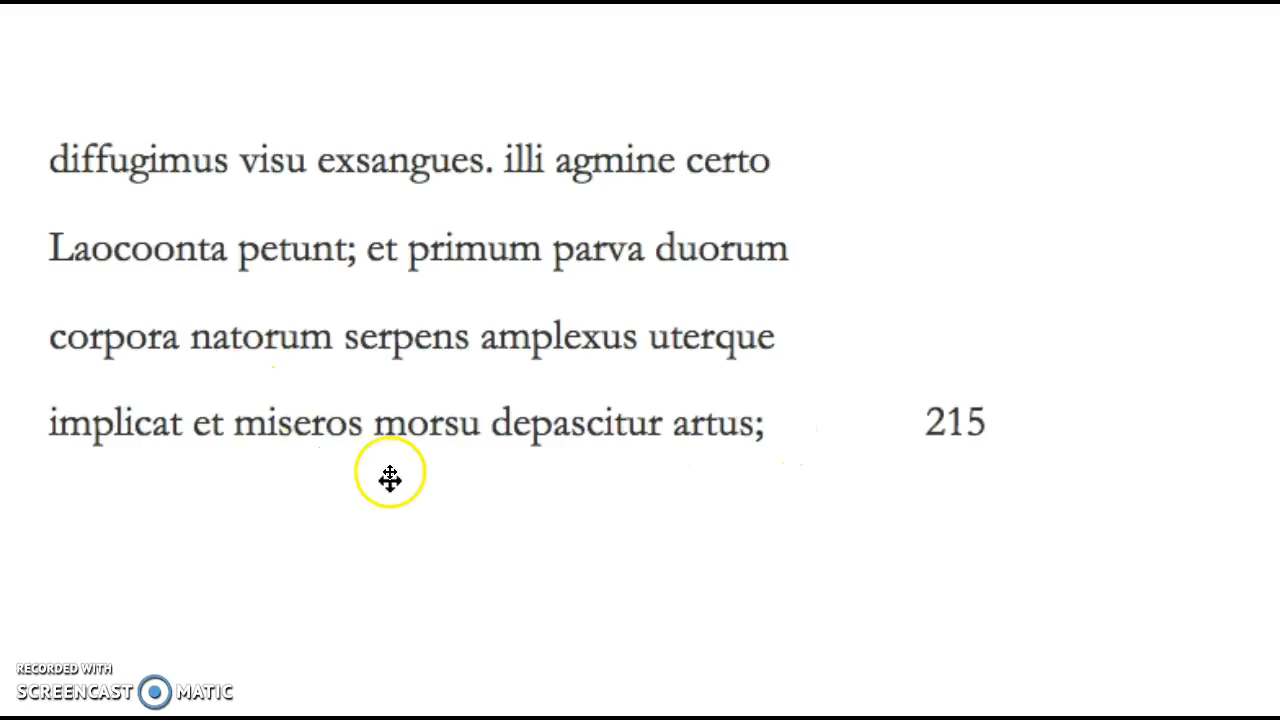 diffugimus visu exsangues. illi agmine certo
Laocoonta petunt; et primum parva duorum
corpora natorum serpens amplexus uterque
implicat et miseros morsu depascitur artus; 215
RECORDED WITH
SCREENCAST MATIC